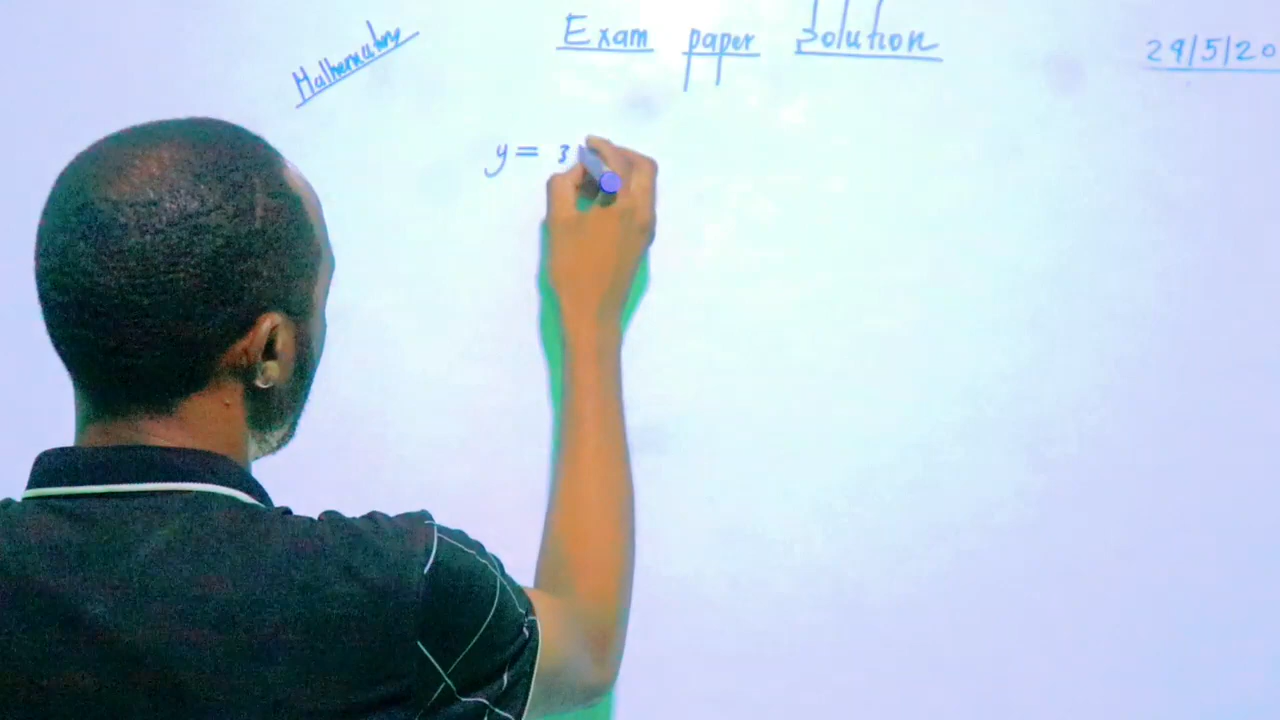 Mathematics
Exam paper Solution
29/5/20
y = 3